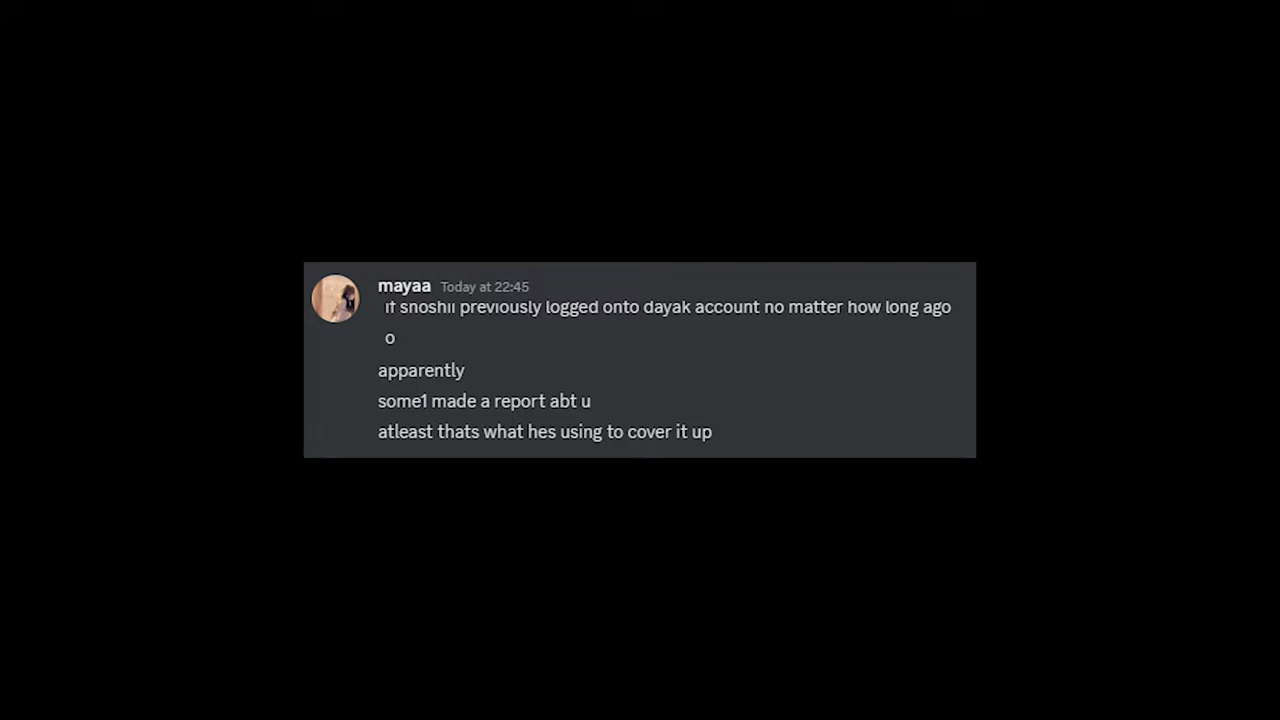 mayaa Today at 22:45
if snoshii previously logged onto dayak account no matter how long ago
o
apparently
some1 made a report abt u
atleast thats what hes using to cover it up